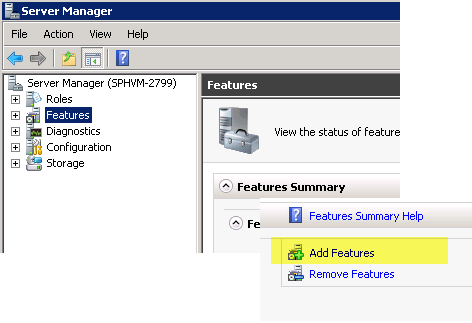 Server Manager
File Action View Help
Server Manager (SPHVM-2799)
Roles
Features
Diagnostics
Configuration
Storage
Features
View the status of feature
Features Summary
Fe
Features Summary Help
Add Features
Remove Features